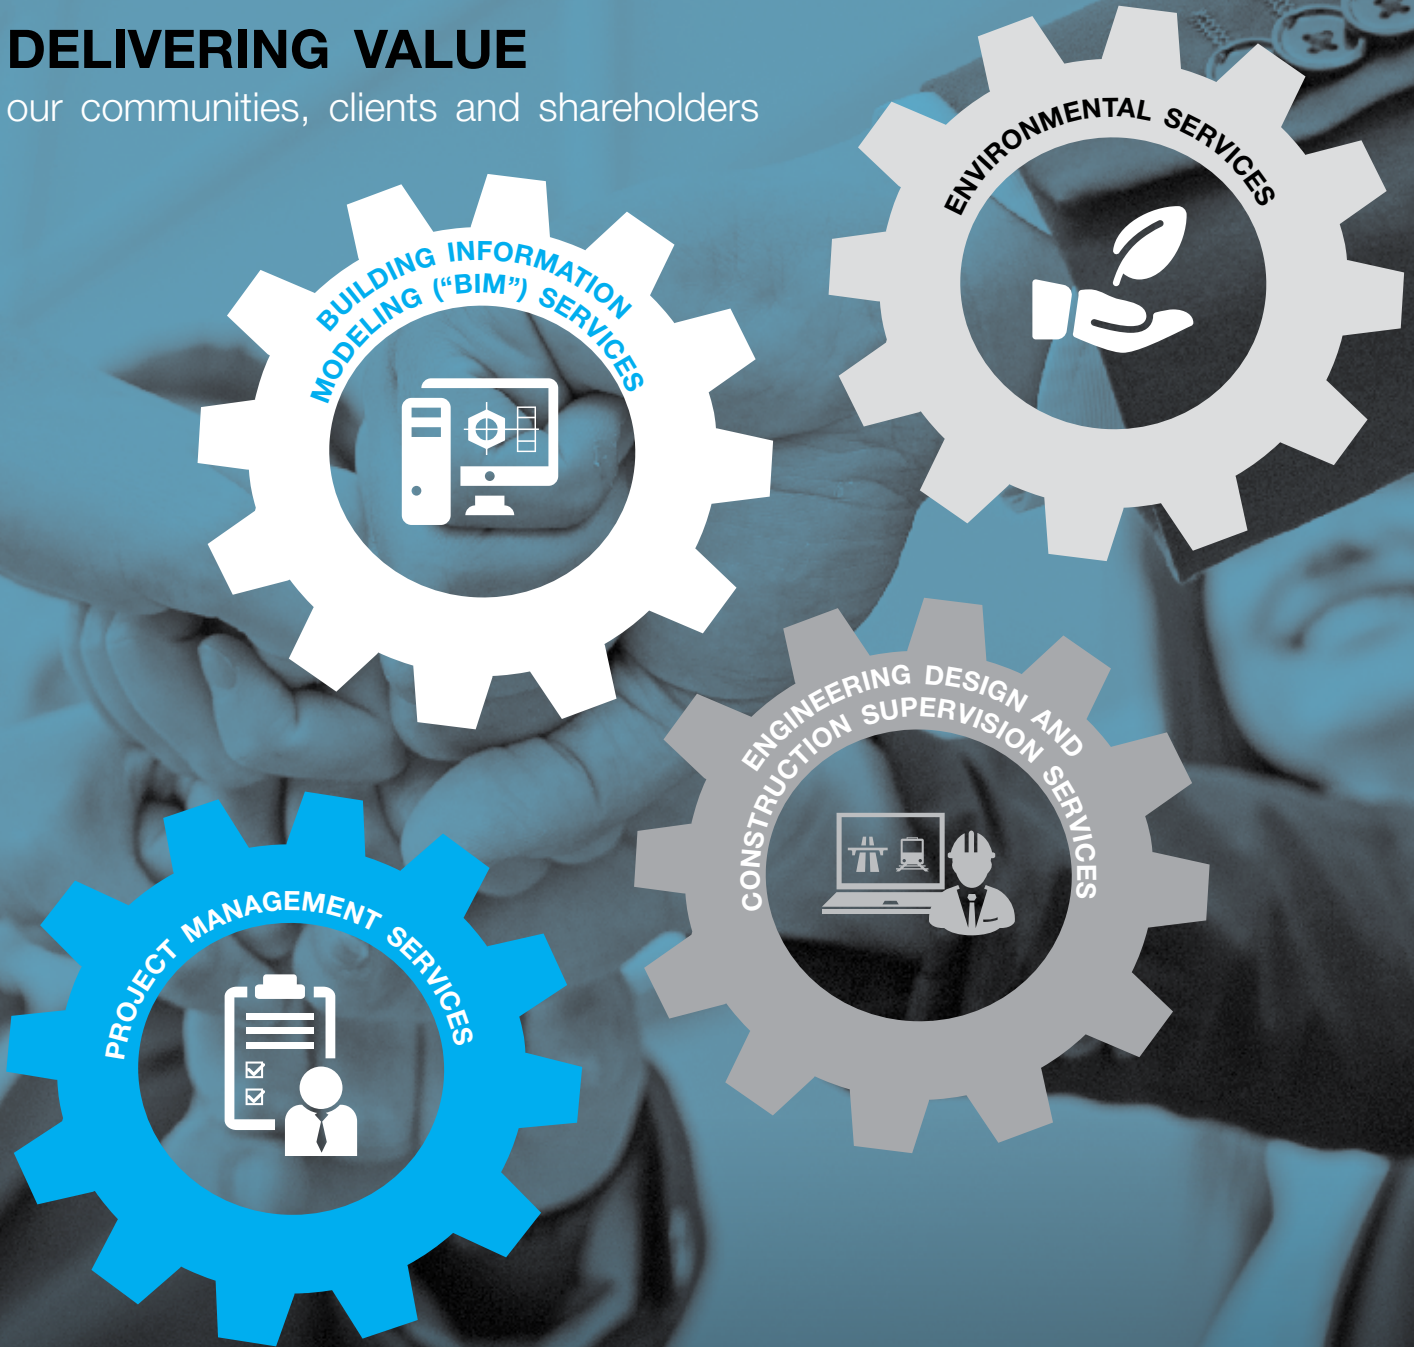 DELIVERING VALUE
our communities, clients and shareholders
ENVIRONMENTAL SERVICES
BUILDING INFORMATION
MODELING (“BIM”) SERVICES
ENGINEERING DESIGN AND
CONSTRUCTION SUPERVISION SERVICES
PROJECT MANAGEMENT SERVICES